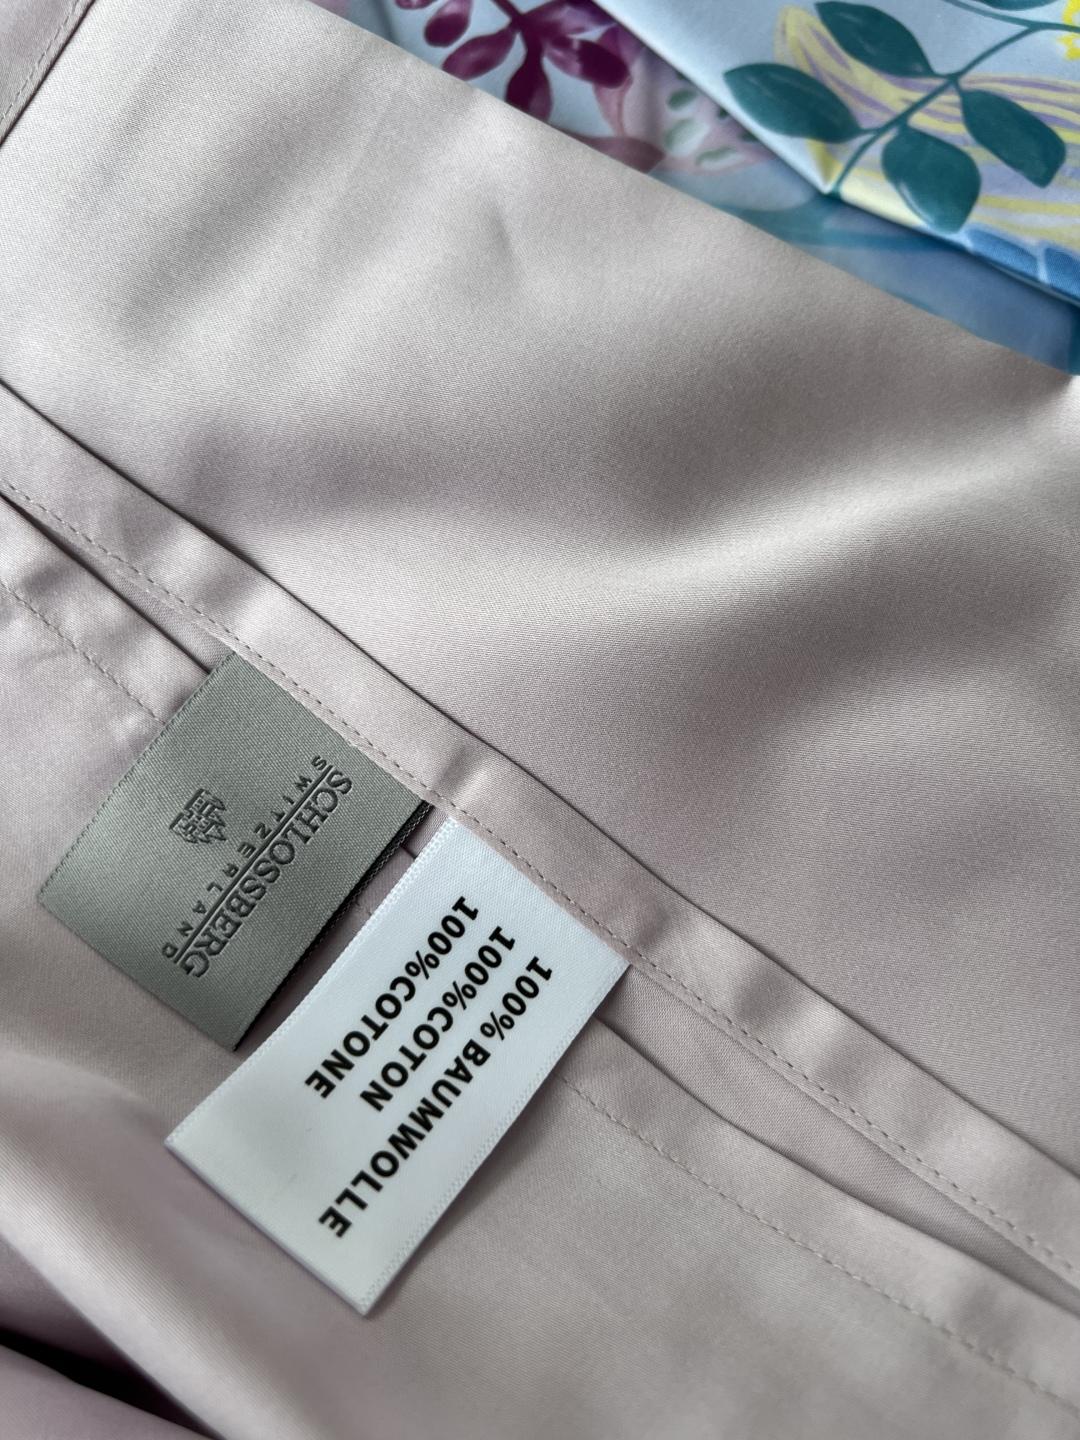 SCHLOSSBERG
SWITZERLAND
100% BAUMWOLLE
100%COTON
100%COTONE